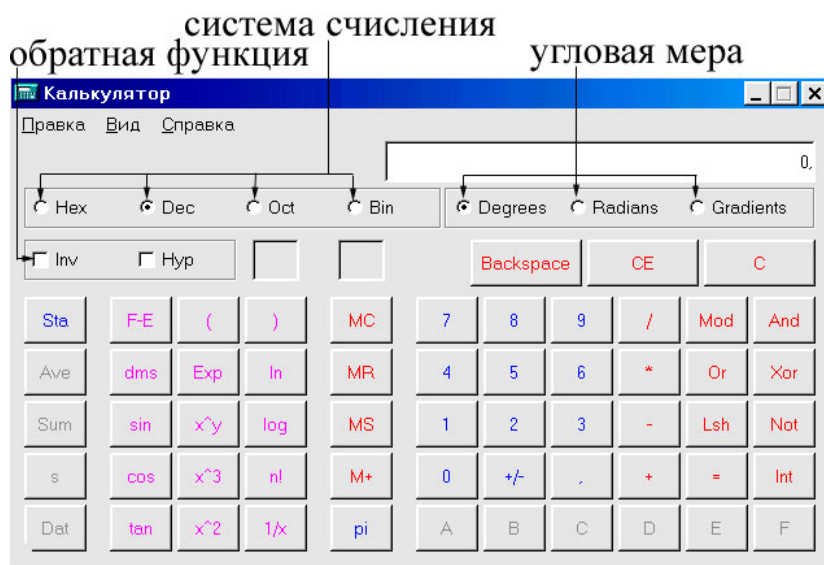 система счисления
обратная функция угловая мера
Калькулятор
Правка Вид Справка
0,
Hex Dec Oct Bin Degrees Radians Gradients
Inv Hyp Backspace CE C
Sta F-E ( ) MC 7 8 9 / Mod And
Ave dms Exp ln MR 4 5 6 * Or Xor
Sum sin x^y log MS 1 2 3 - Lsh Not
s cos x^3 n! M+ 0 +/- , + = Int
Dat tan x^2 1/x pi A B C D E F